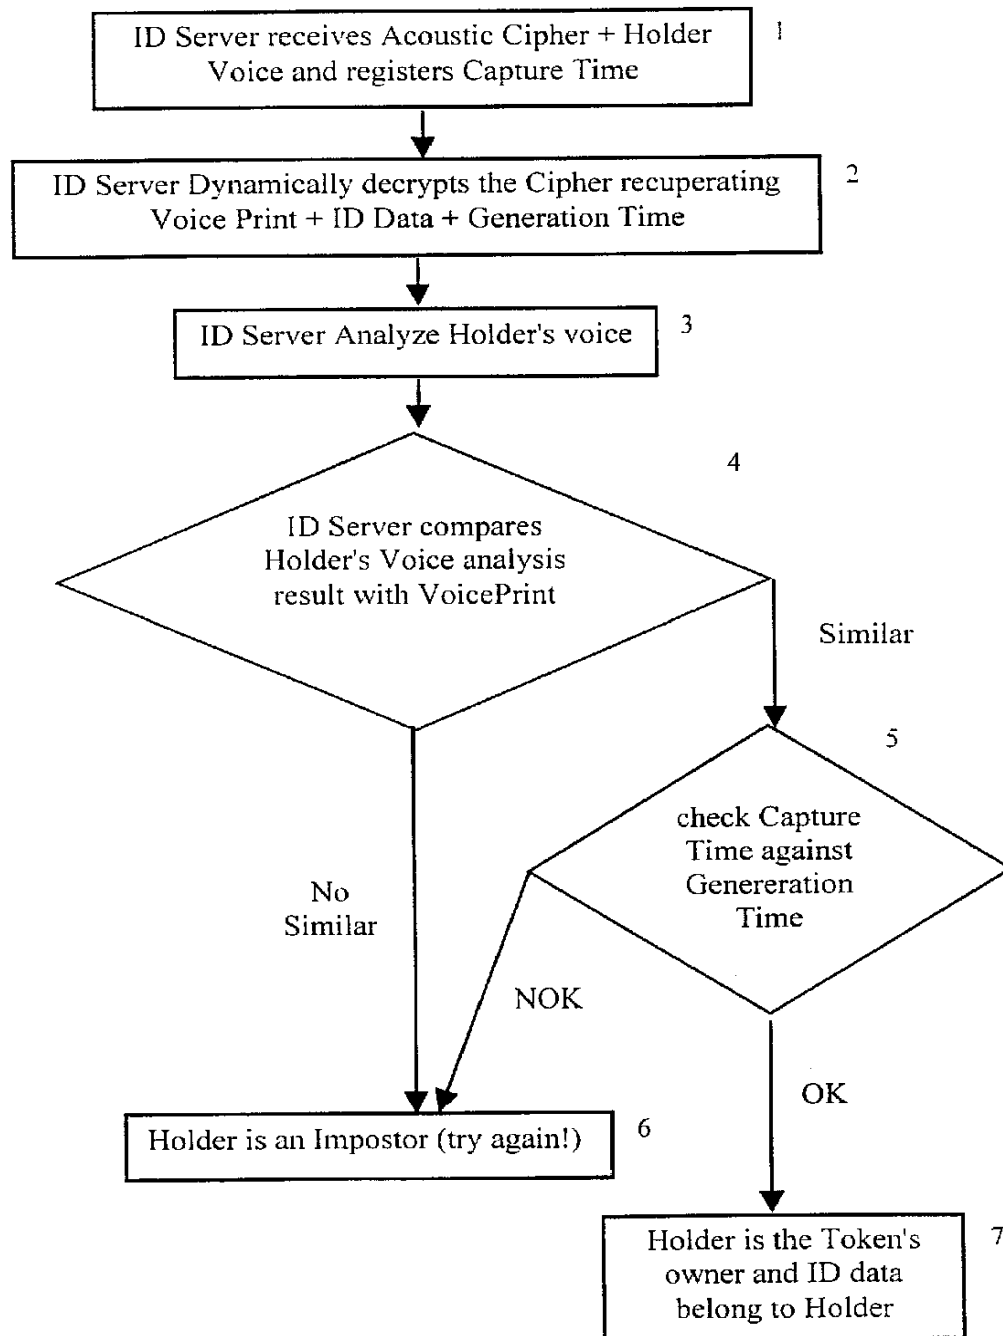 ID Server receives Acoustic Cipher + Holder
Voice and registers Capture Time
1
ID Server Dynamically decrypts the Cipher recuperating
Voice Print + ID Data + Generation Time
2
ID Server Analyze Holder's voice
3
4
ID Server compares
Holder's Voice analysis
result with VoicePrint
Similar
5
check Capture
Time against
Genereration
Time
No
Similar
NOK
OK
Holder is an Impostor (try again!)
6
Holder is the Token's
owner and ID data
belong to Holder
7